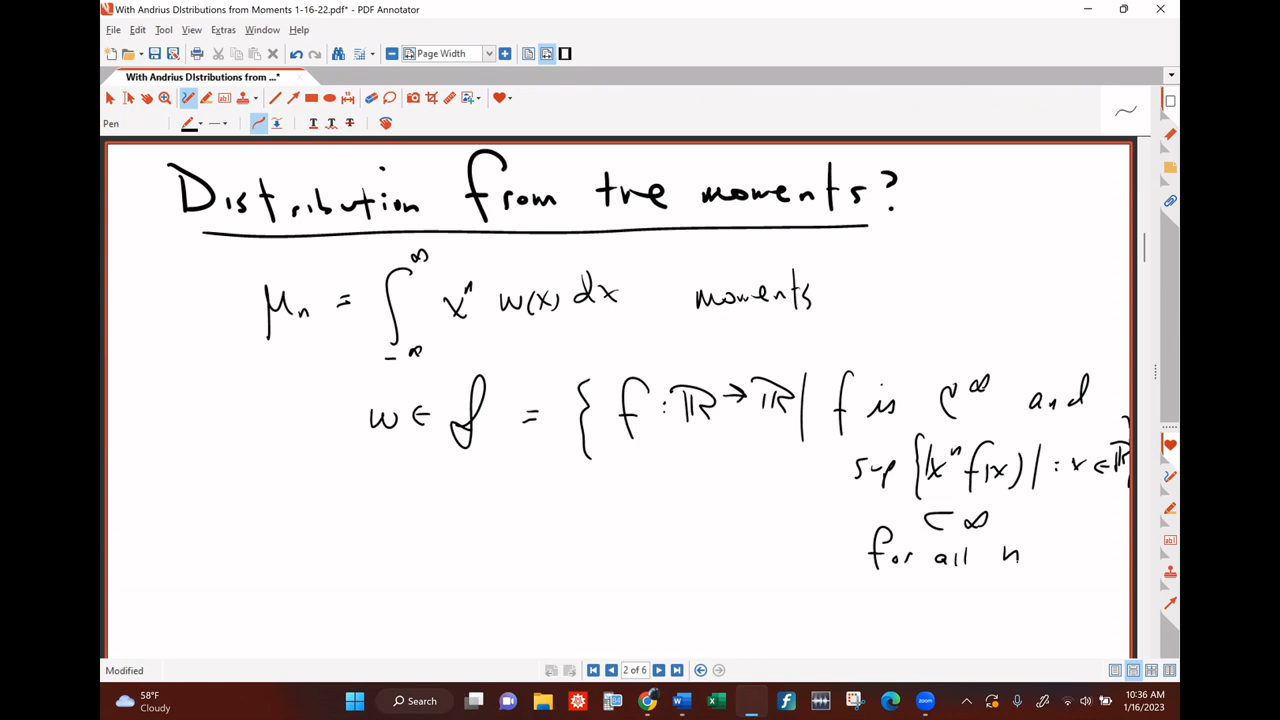 With Andrius DIstributions from Moments 1-16-22.pdf* - PDF Annotator
File Edit Tool View Extras Window Help
Page Width
With Andrius DIstributions from ...*
Pen
Distribution from the moments?
μₙ = ∫_{-∞}^{∞} xⁿ w(x) dx moments
w ∈ 𝒮 = { f : ℝ → ℝ | f is C^∞ and
sup { |xⁿ f(x)| : x ∈ ℝ }
< ∞
for all n
Modified
2 of 6
58°F
Cloudy
Search
10:36 AM
1/16/2023